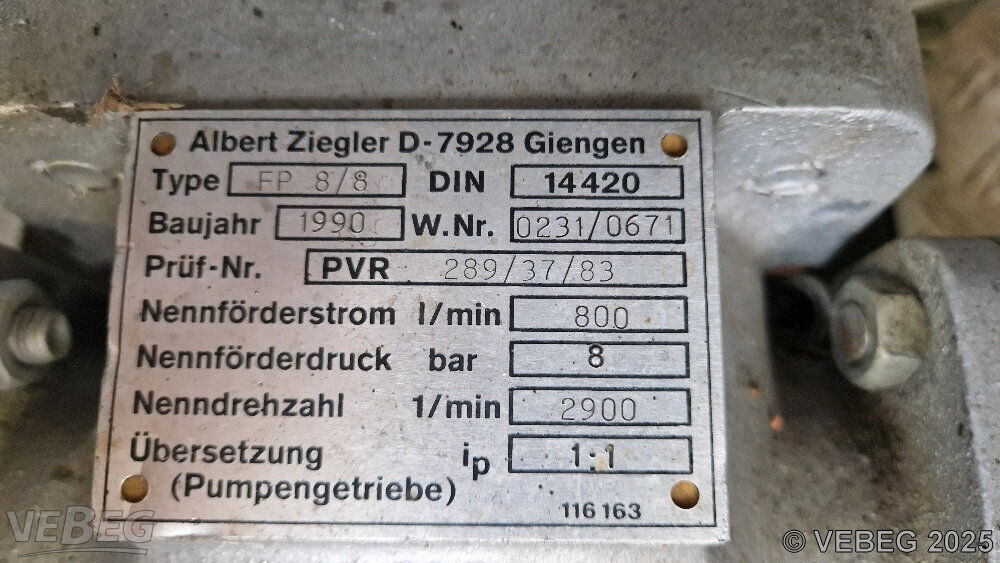 Albert Ziegler D-7928 Giengen
Type FP 8/8 DIN 14420
Baujahr 1990 W.Nr. 0231/0671
Prüf-Nr. PVR 289/37/83
Nennförderstrom l/min 800
Nennförderdruck bar 8
Nenndrehzahl 1/min 2900
Übersetzung ip 1:1
(Pumpengetriebe)
116 163
VEBEG
© VEBEG 2025